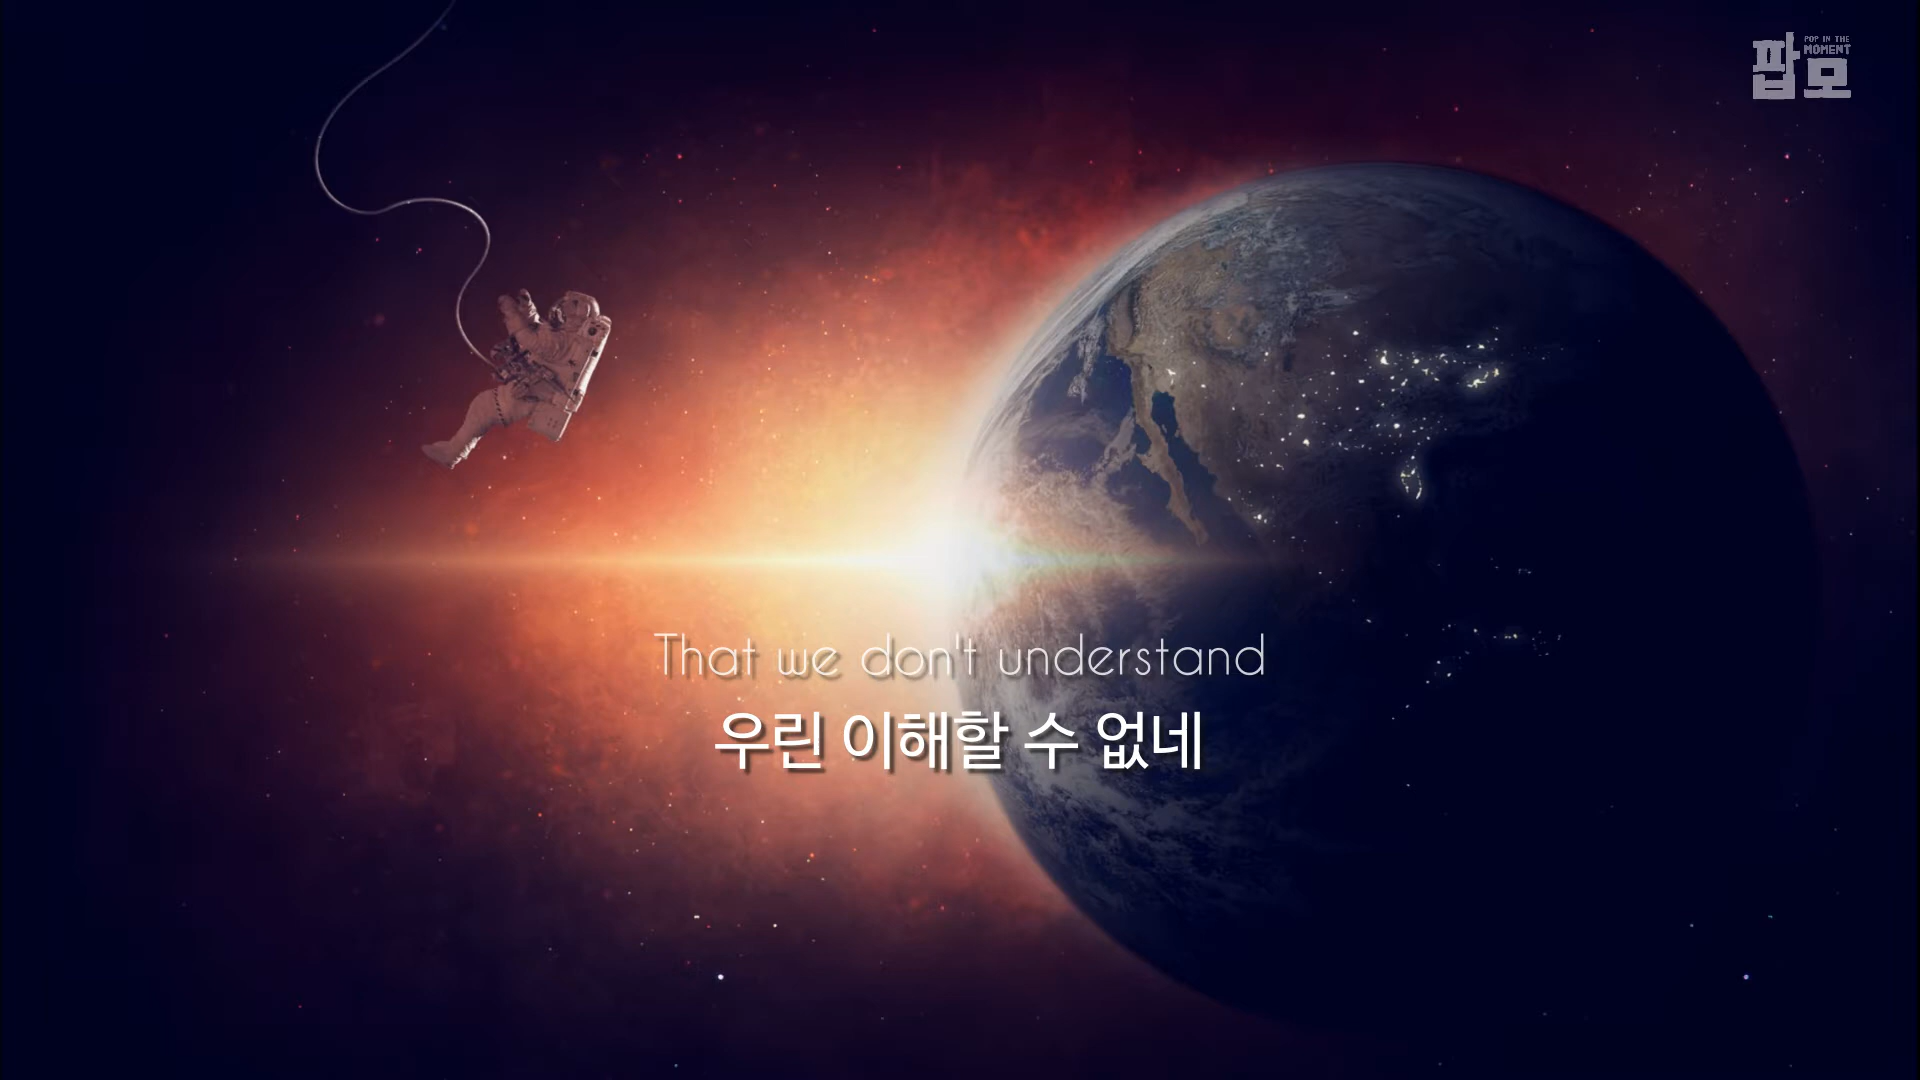 POP IN THE
MOMENT
팝모
That we don't understand
우린 이해할 수 없네